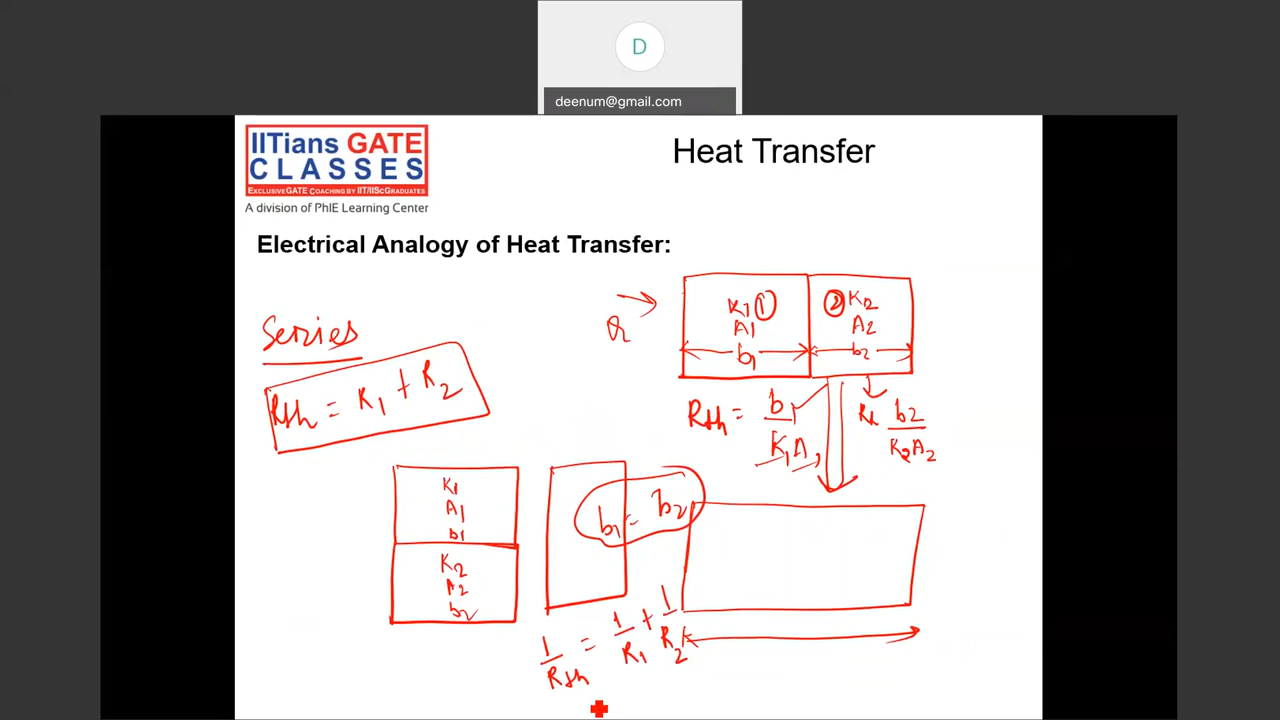 D
deenum@gmail.com
IITians GATE
CLASSES
EXCLUSIVE GATE COACHING BY IIT/IISc GRADUATES
A division of PhIE Learning Center
Heat Transfer
Electrical Analogy of Heat Transfer:
Series
Rth = R1 + R2
Q
K1 ①
A1
b1
② K2
A2
b2
Rth = b1/K1A1
b2/K2A2
K1
A1
b1
K2
A2
b2
b1 = b2
1/Rth = 1/R1 + 1/R2